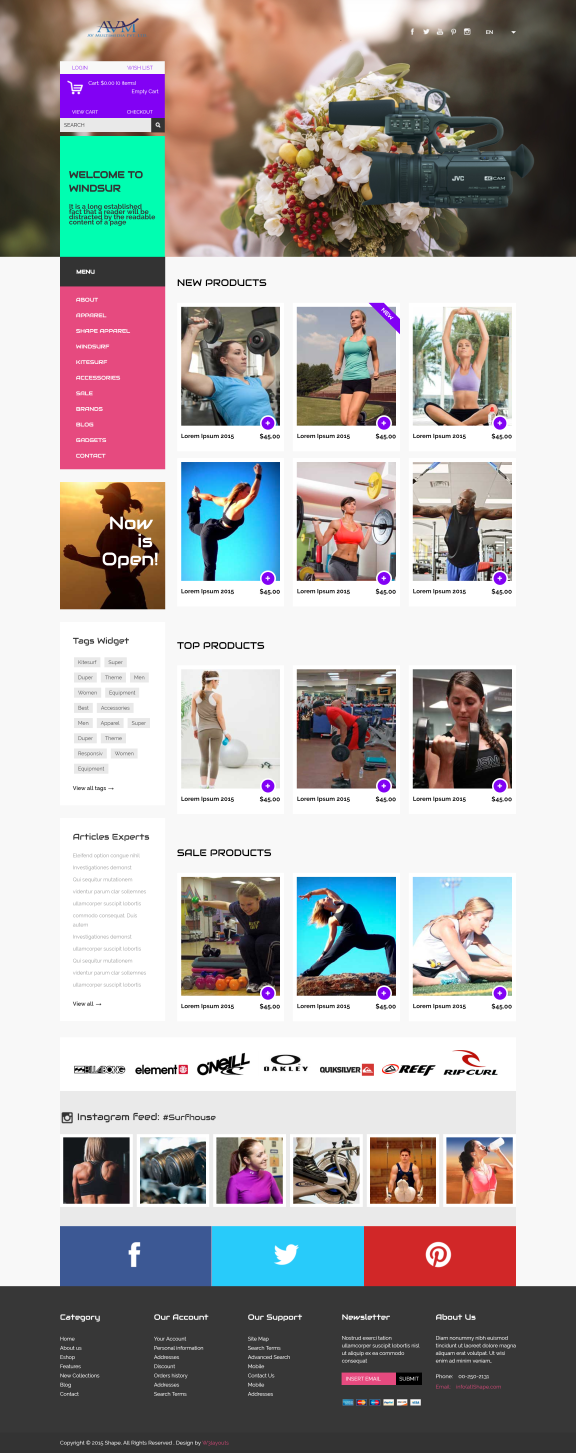 AVM
EN
LOGIN
WISHLIST
Cart: $0.00 (0 items)
Empty Cart
VIEW CART
CHECKOUT
SEARCH
JVC
4K CAM
WELCOME TO
WINDSUR
It is a long established
fact that a reader will be
distracted by the readable
content of a page
MENU
ABOUT
APPAREL
SHAPE APPAREL
WINDSURF
KITESURF
ACCESSORIES
SALE
BRANDS
BLOG
GADGETS
CONTACT
Now
is
Open!
Tags Widget
Kitesurf Super
Duper Theme Men
Women Equipment
Best Accessories
Men Apparel Super
Duper Theme
Responsiv Women
Equipment
View all tags →
Articles Experts
Eleifend option congue nihil
Investigationes demonst
Qui sequitur mutationem
videntur parum clar sollemnes
ullamcorper suscipit lobortis
commodo consequat. Duis
autem
Investigationes demonst
ullamcorper suscipit lobortis
Qui sequitur mutationem
videntur parum clar sollemnes
ullamcorper suscipit lobortis
View all →
NEW PRODUCTS
NEW
Lorem Ipsum 2015 $45.00
Lorem Ipsum 2015 $45.00
Lorem Ipsum 2015 $45.00
Lorem Ipsum 2015 $45.00
Lorem Ipsum 2015 $45.00
Lorem Ipsum 2015 $45.00
TOP PRODUCTS
Lorem Ipsum 2015 $45.00
Lorem Ipsum 2015 $45.00
Lorem Ipsum 2015 $45.00
SALE PRODUCTS
Lorem Ipsum 2015 $45.00
Lorem Ipsum 2015 $45.00
Lorem Ipsum 2015 $45.00
BILLABONG
element
O'NEILL
OAKLEY
QUIKSILVER
REEF
RIP CURL
Instagram feed: #Surfhouse
Category
Home
About us
Eshop
Features
New Collections
Blog
Contact
Our Account
Your Account
Personal information
Addresses
Discount
Orders history
Addresses
Search Terms
Our Support
Site Map
Search Terms
Advanced Search
Mobile
Contact Us
Mobile
Addresses
Newsletter
Nostrud exerci tation
ullamcorper suscipit lobortis nisl
ut aliquip ex ea commodo
consequat
INSERT EMAIL
SUBMIT
About Us
Diam nonummy nibh euismod
tincidunt ut laoreet dolore magna
aliquam erat volutpat. Ut wisi
enim ad minim veniam..
Phone: 00-250-2131
Email: info(at)Shape.com
Copyright © 2015 Shape. All Rights Reserved . Design by W3layouts